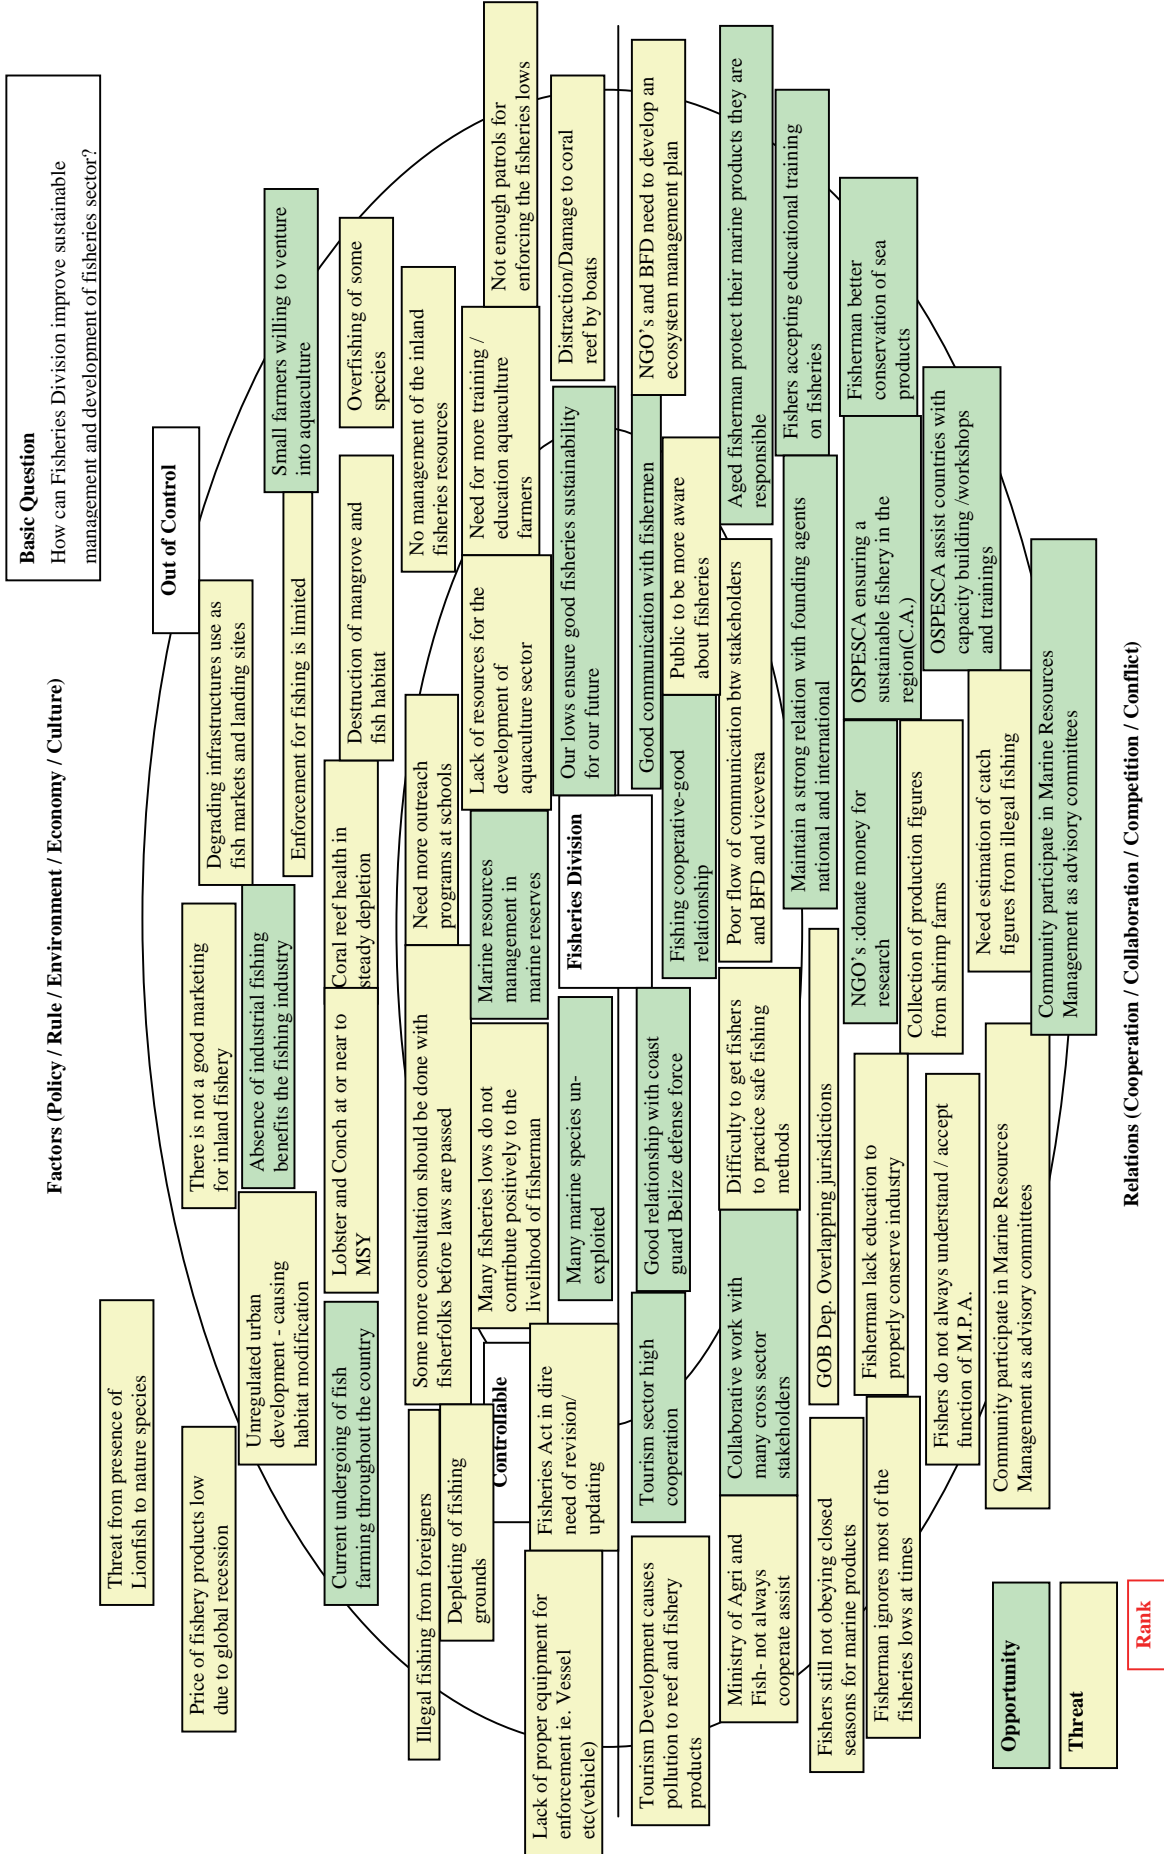 Basic Question
How can Fisheries Division improve sustainable
management and development of fisheries sector?
Factors (Policy / Rule / Environment / Economy / Culture)
Out of Control
Threat from presence of
Lionfish to nature species
Price of fishery products low
due to global recession
There is not a good marketing
for inland fishery
Degrading infrastructures use as
fish markets and landing sites
Unregulated urban
development - causing
habitat modification
Absence of industrial fishing
benefits the fishing industry
Enforcement for fishing is limited
Small farmers willing to venture
into aquaculture
Current undergoing of fish
farming throughout the country
Lobster and Conch at or near to
MSY
Coral reef health in
steady depletion
Destruction of mangrove and
fish habitat
Overfishing of some
species
Illegal fishing from foreigners
Some more consultation should be done with
fisherfolks before laws are passed
Need more outreach
programs at schools
No management of the inland
fisheries resources
Depleting of fishing
grounds
Controllable
Many fisheries lows do not
contribute positively to the
livelihood of fisherman
Marine resources
management in
marine reserves
Lack of resources for the
development of
aquaculture sector
Need for more training /
education aquaculture
farmers
Not enough patrols for
enforcing the fisheries lows
Lack of proper equipment for
enforcement ie. Vessel
etc(vehicle)
Fisheries Act in dire
need of revision/
updating
Many marine species un-
exploited
Fisheries Division
Our lows ensure good fisheries sustainability
for our future
Distraction/Damage to coral
reef by boats
Tourism Development causes
pollution to reef and fishery
products
Tourism sector high
cooperation
Good relationship with coast
guard Belize defense force
Fishing cooperative-good
relationship
Good communication with fishermen
Public to be more aware
about fisheries
NGO's and BFD need to develop an
ecosystem management plan
Ministry of Agri and
Fish- not always
cooperate assist
Collaborative work with
many cross sector
stakeholders
Difficulty to get fishers
to practice safe fishing
methods
Poor flow of communication btw stakeholders
and BFD and viceversa
Aged fisherman protect their marine products they are
responsible
Fishers still not obeying closed
seasons for marine products
GOB Dep. Overlapping jurisdictions
Maintain a strong relation with founding agents
national and international
Fishers accepting educational training
on fisheries
Fisherman ignores most of the
fisheries lows at times
Fisherman lack education to
properly conserve industry
NGO's :donate money for
research
OSPESCA ensuring a
sustainable fishery in the
region(C.A.)
Fisherman better
conservation of sea
products
Fishers do not always understand / accept
function of M.P.A.
Collection of production figures
from shrimp farms
OSPESCA assist countries with
capacity building /workshops
and trainings
Community participate in Marine Resources
Management as advisory committees
Need estimation of catch
figures from illegal fishing
Community participate in Marine Resources
Management as advisory committees
Opportunity
Threat
Rank
Relations (Cooperation / Collaboration / Competition / Conflict)